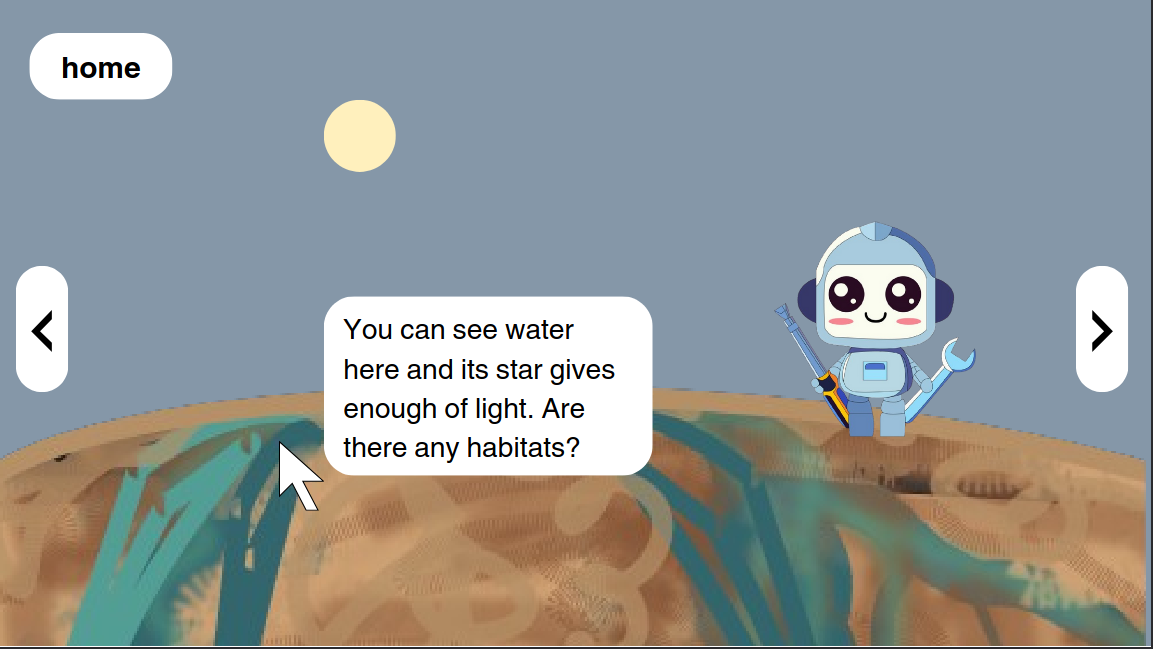 home
You can see water
here and its star gives
enough of light. Are
there any habitats?